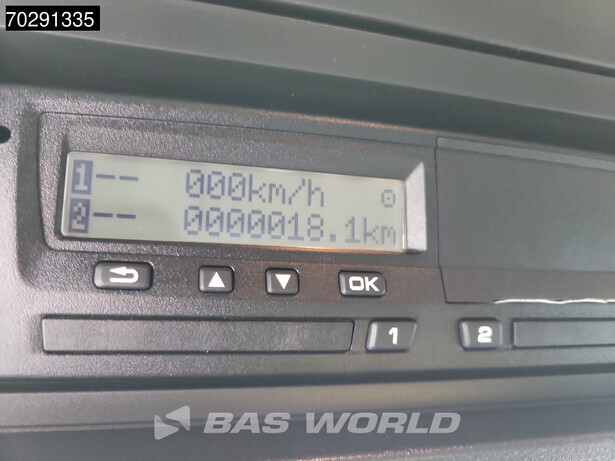 70291335
1 -- 000km/h o
2 -- 0000018.1km
OK
1 2
BAS WORLD